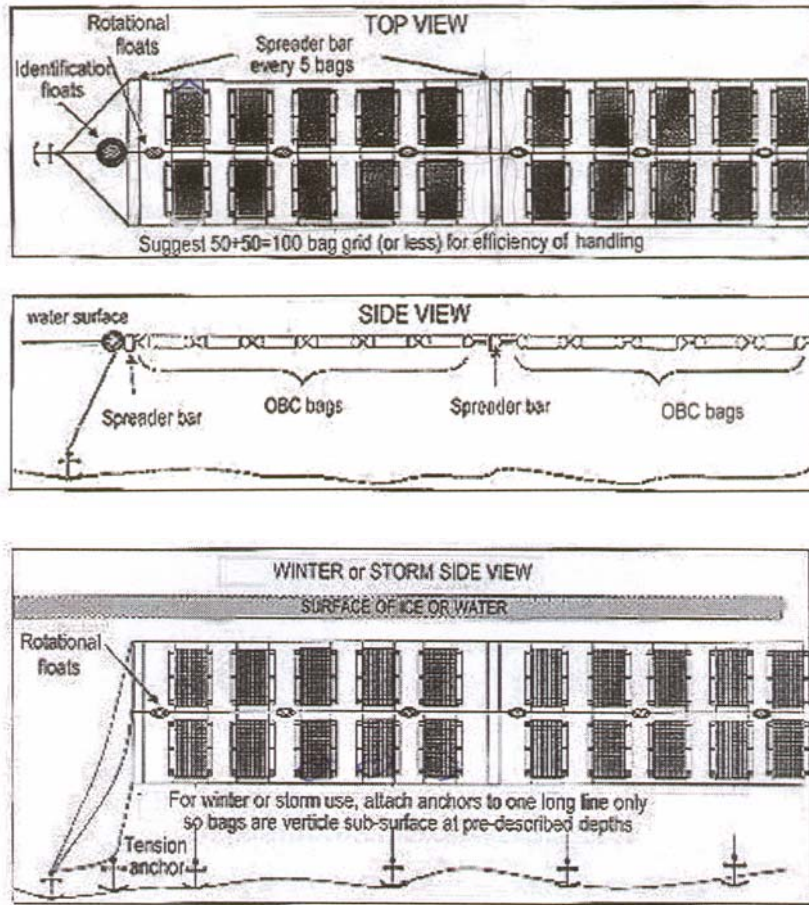 TOP VIEW
Rotational
floats
Spreader bar
every 5 bags
Identification
floats
Suggest 50+50=100 bag grid (or less) for efficiency of handling
SIDE VIEW
water surface
Spreader bar
OBC bags
Spreader bar
OBC bags
WINTER or STORM SIDE VIEW
SURFACE OF ICE OR WATER
Rotational
floats
For winter or storm use, attach anchors to one long line only
so bags are verticle sub-surface at pre-described depths
Tension
anchor